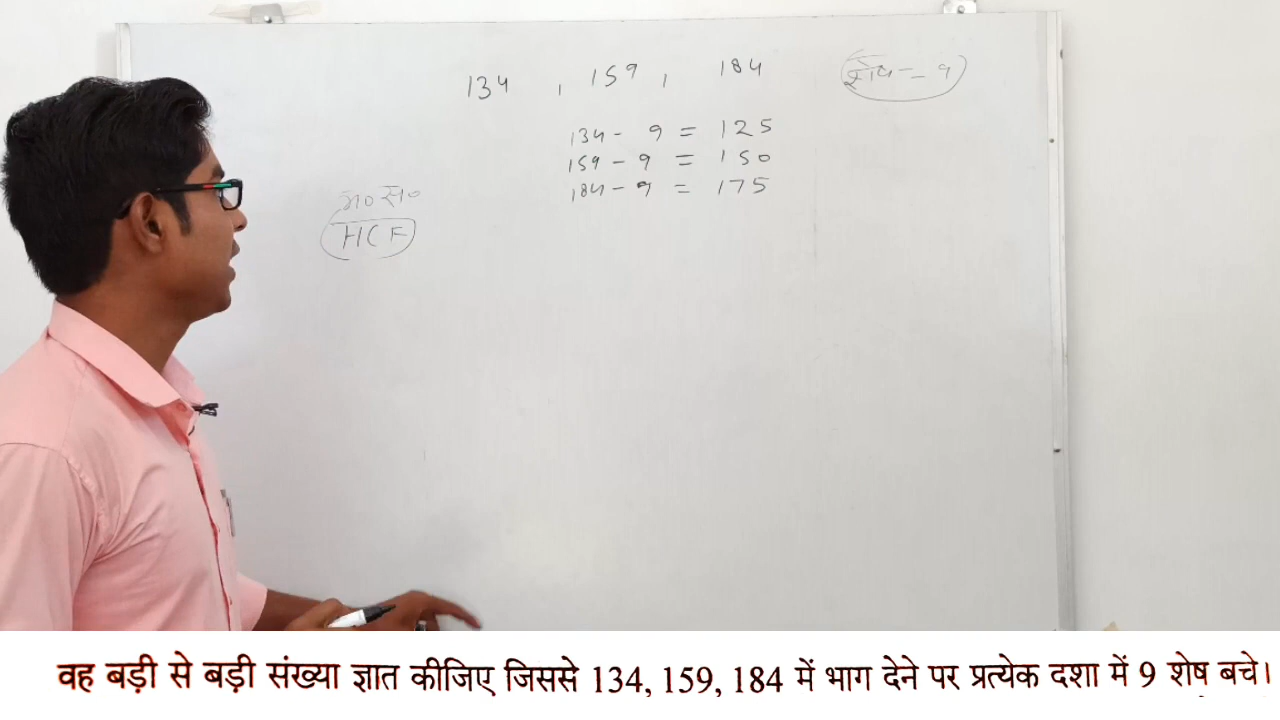 134 , 159 , 184
शेष – 9
134 - 9 = 125
159 - 9 = 150
184 - 9 = 175
म०स०
HCF
वह बड़ी से बड़ी संख्या ज्ञात कीजिए जिससे 134, 159, 184 में भाग देने पर प्रत्येक दशा में 9 शेष बचे।